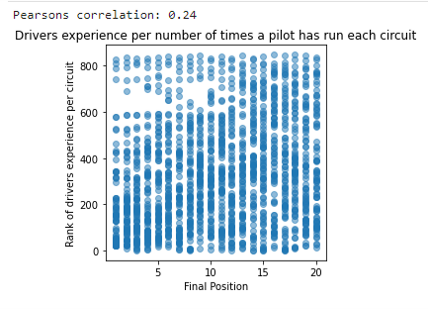 Pearsons correlation: 0.24
Drivers experience per number of times a pilot has run each circuit
Rank of drivers experience per circuit
800
600
400
200
0
5 10 15 20
Final Position